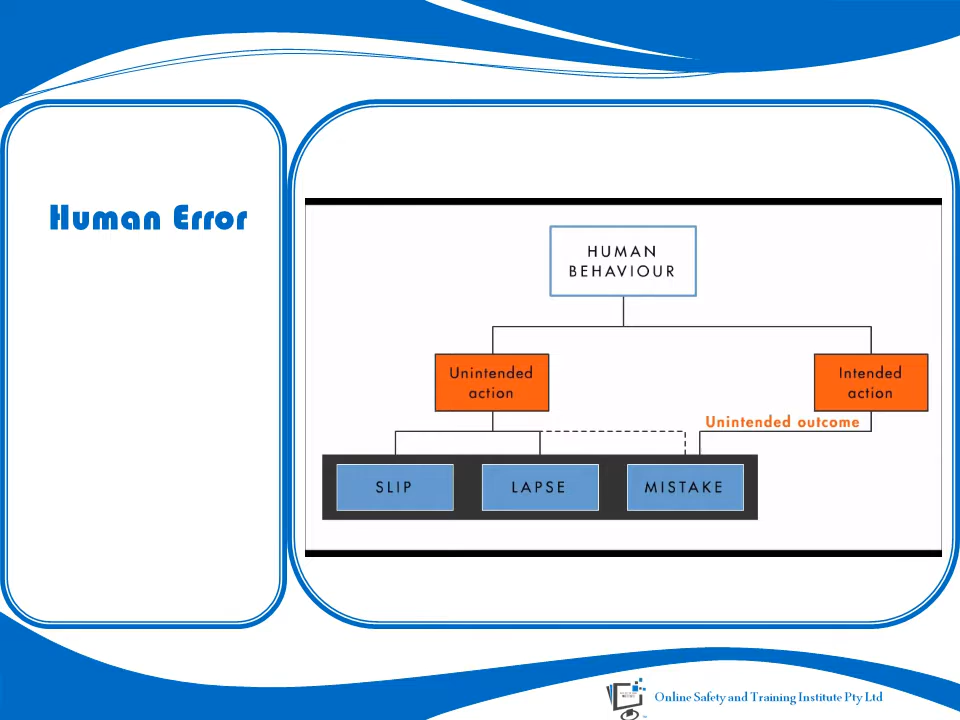 Human Error
HUMAN
BEHAVIOUR
Unintended
action
Intended
action
Unintended outcome
SLIP
LAPSE
MISTAKE
Online Safety and Training Institute Pty Ltd